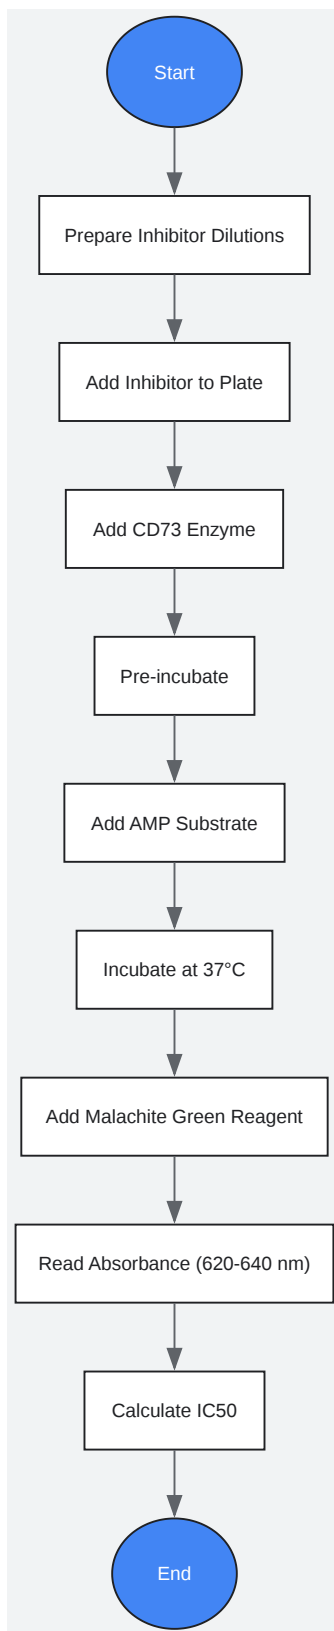 Start
Prepare Inhibitor Dilutions
Add Inhibitor to Plate
Add CD73 Enzyme
Pre-incubate
Add AMP Substrate
Incubate at 37°C
Add Malachite Green Reagent
Read Absorbance (620-640 nm)
Calculate IC50
End